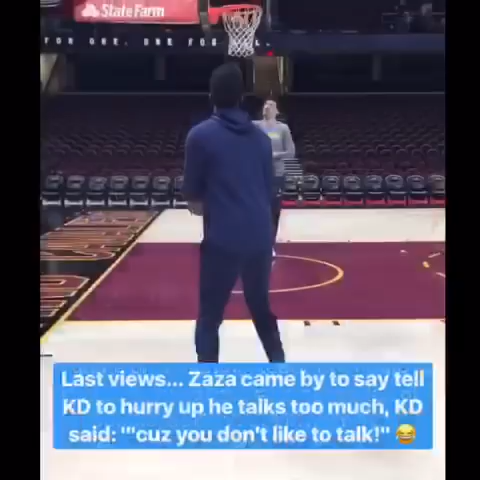 State Farm
FOR ONE. ONE FOR ALL.
Last views... Zaza came by to say tell
KD to hurry up he talks too much, KD
said: '"cuz you don't like to talk!" 😂